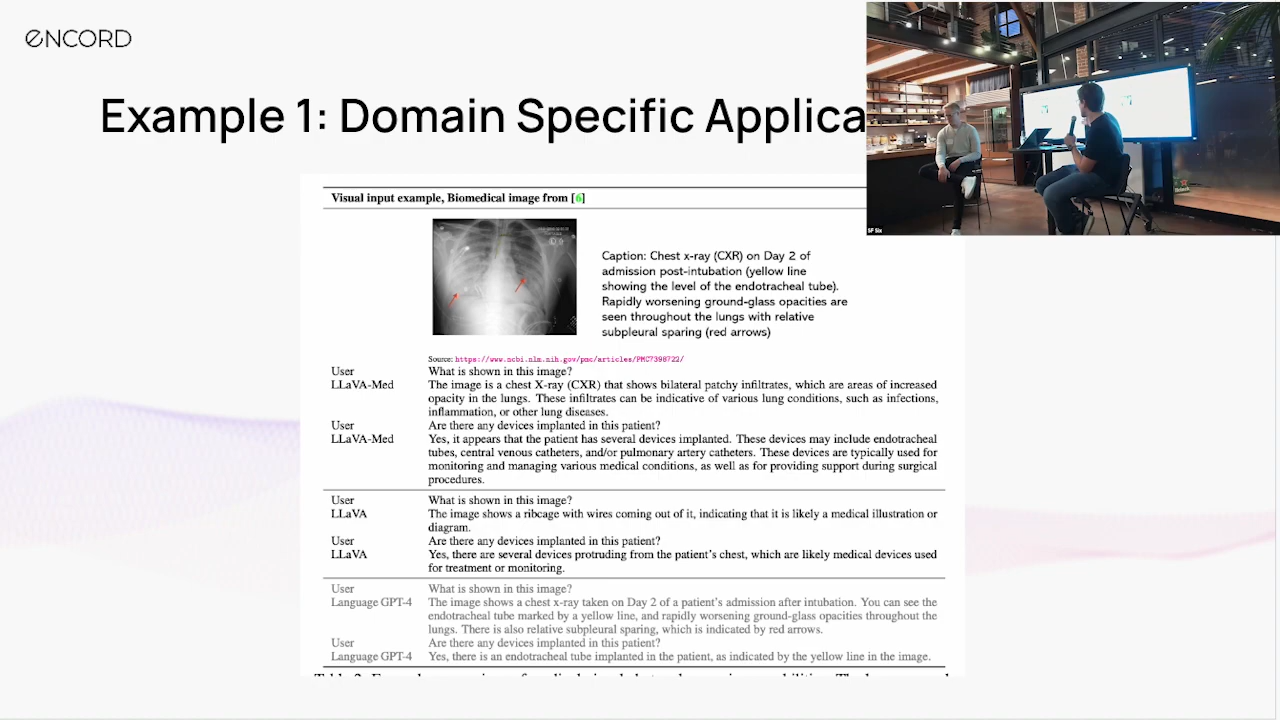 ENCORD
Example 1: Domain Specific Applica
Visual input example, Biomedical image from [6]
Caption: Chest x-ray (CXR) on Day 2 of
admission post-intubation (yellow line
showing the level of the endotracheal tube).
Rapidly worsening ground-glass opacities are
seen throughout the lungs with relative
subpleural sparing (red arrows)
Source: https://www.ncbi.nlm.nih.gov/pmc/articles/PMC7398722/
User What is shown in this image?
LLaVA-Med The image is a chest X-ray (CXR) that shows bilateral patchy infiltrates, which are areas of increased
opacity in the lungs. These infiltrates can be indicative of various lung conditions, such as infections,
inflammation, or other lung diseases.
User Are there any devices implanted in this patient?
LLaVA-Med Yes, it appears that the patient has several devices implanted. These devices may include endotracheal
tubes, central venous catheters, and/or pulmonary artery catheters. These devices are typically used for
monitoring and managing various medical conditions, as well as for providing support during surgical
procedures.
User What is shown in this image?
LLaVA The image shows a ribcage with wires coming out of it, indicating that it is likely a medical illustration or
diagram.
User Are there any devices implanted in this patient?
LLaVA Yes, there are several devices protruding from the patient's chest, which are likely medical devices used
for treatment or monitoring.
User What is shown in this image?
Language GPT-4 The image shows a chest x-ray taken on Day 2 of a patient's admission after intubation. You can see the
endotracheal tube marked by a yellow line, and rapidly worsening ground-glass opacities throughout the
lungs. There is also relative subpleural sparing, which is indicated by red arrows.
User Are there any devices implanted in this patient?
Language GPT-4 Yes, there is an endotracheal tube implanted in the patient, as indicated by the yellow line in the image.
SF Six